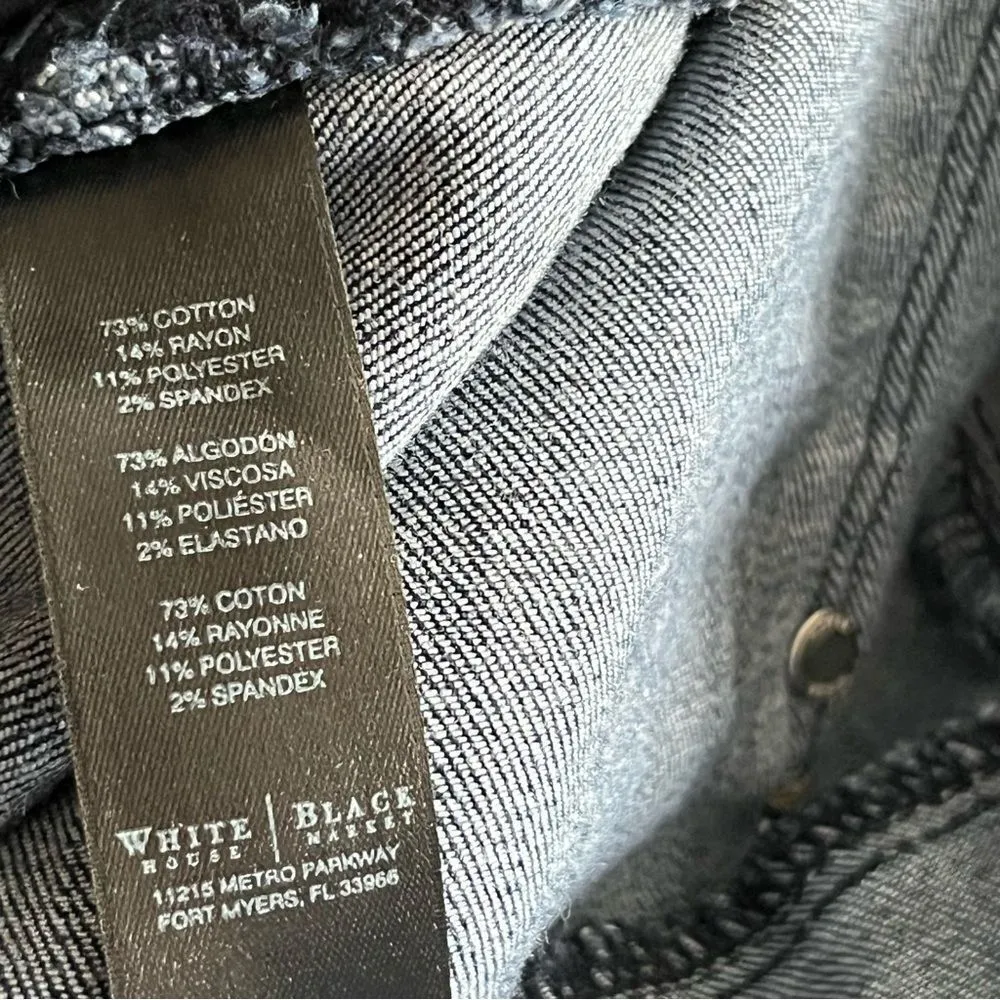 73% COTTON
14% RAYON
11% POLYESTER
2% SPANDEX
73% ALGODÓN
14% VISCOSA
11% POLIÉSTER
2% ELASTANO
73% COTON
14% RAYONNE
11% POLYESTER
2% SPANDEX
WHITE | BLACK
HOUSE | MARKET
11215 METRO PARKWAY
FORT MYERS, FL 33966